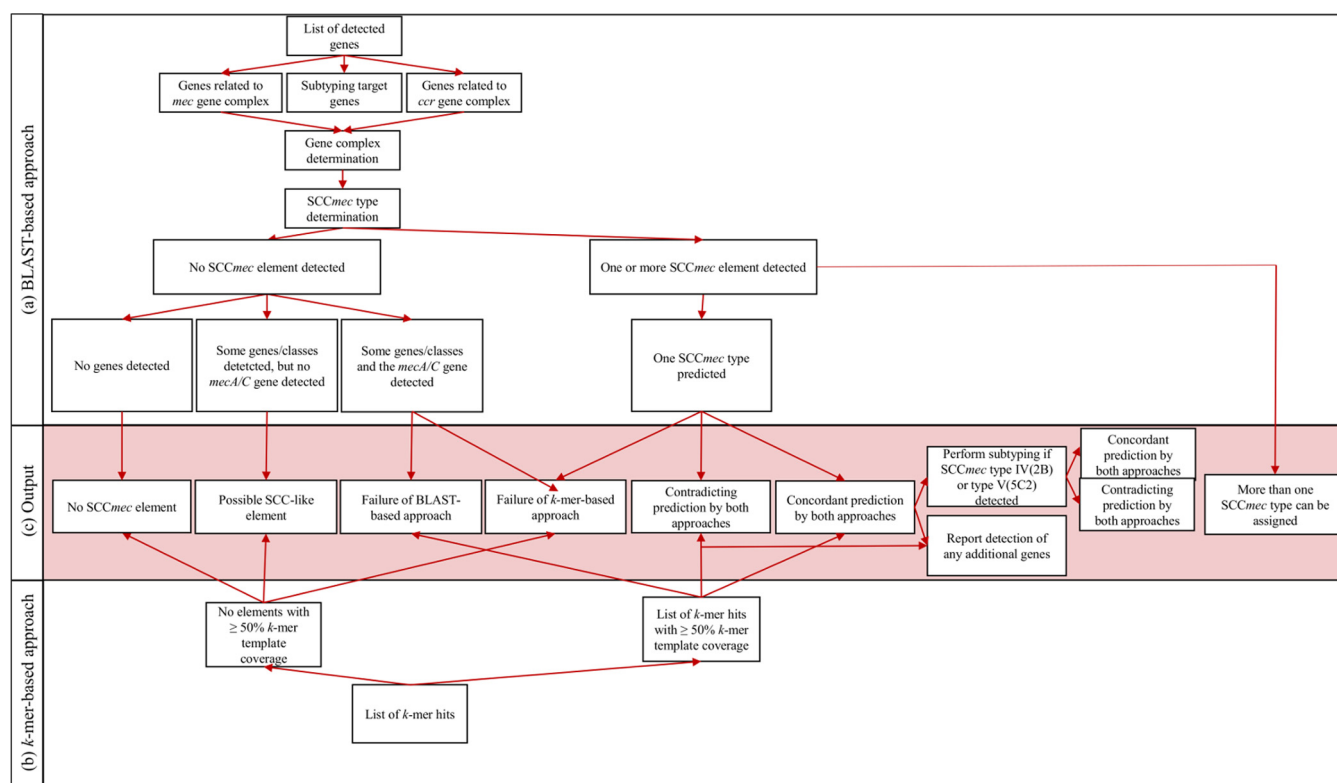 (a) BLAST-based approach
List of detected
genes
Genes related to
mec gene complex
Subtyping target
genes
Genes related to
ccr gene complex
Gene complex
determination
SCCmec type
determination
No SCCmec element detected
One or more SCCmec element detected
No genes detected
Some genes/classes
detetcted, but no
mecA/C gene detected
Some genes/classes
and the mecA/C gene
detected
One SCCmec type
predicted
(c) Output
No SCCmec element
Possible SCC-like
element
Failure of BLAST-
based approach
Failure of k-mer-based
approach
Contradicting
prediction by both
approaches
Concordant prediction
by both approaches
Perform subtyping if
SCCmec type IV(2B)
or type V(5C2)
detected
Report detection of
any additional genes
Concordant
prediction by
both approaches
Contradicting
prediction by
both approaches
More than one
SCCmec type can be
assigned
(b) k-mer-based approach
No elements with
≥ 50% k-mer
template
coverage
List of k-mer hits
with ≥ 50% k-mer
template coverage
List of k-mer hits